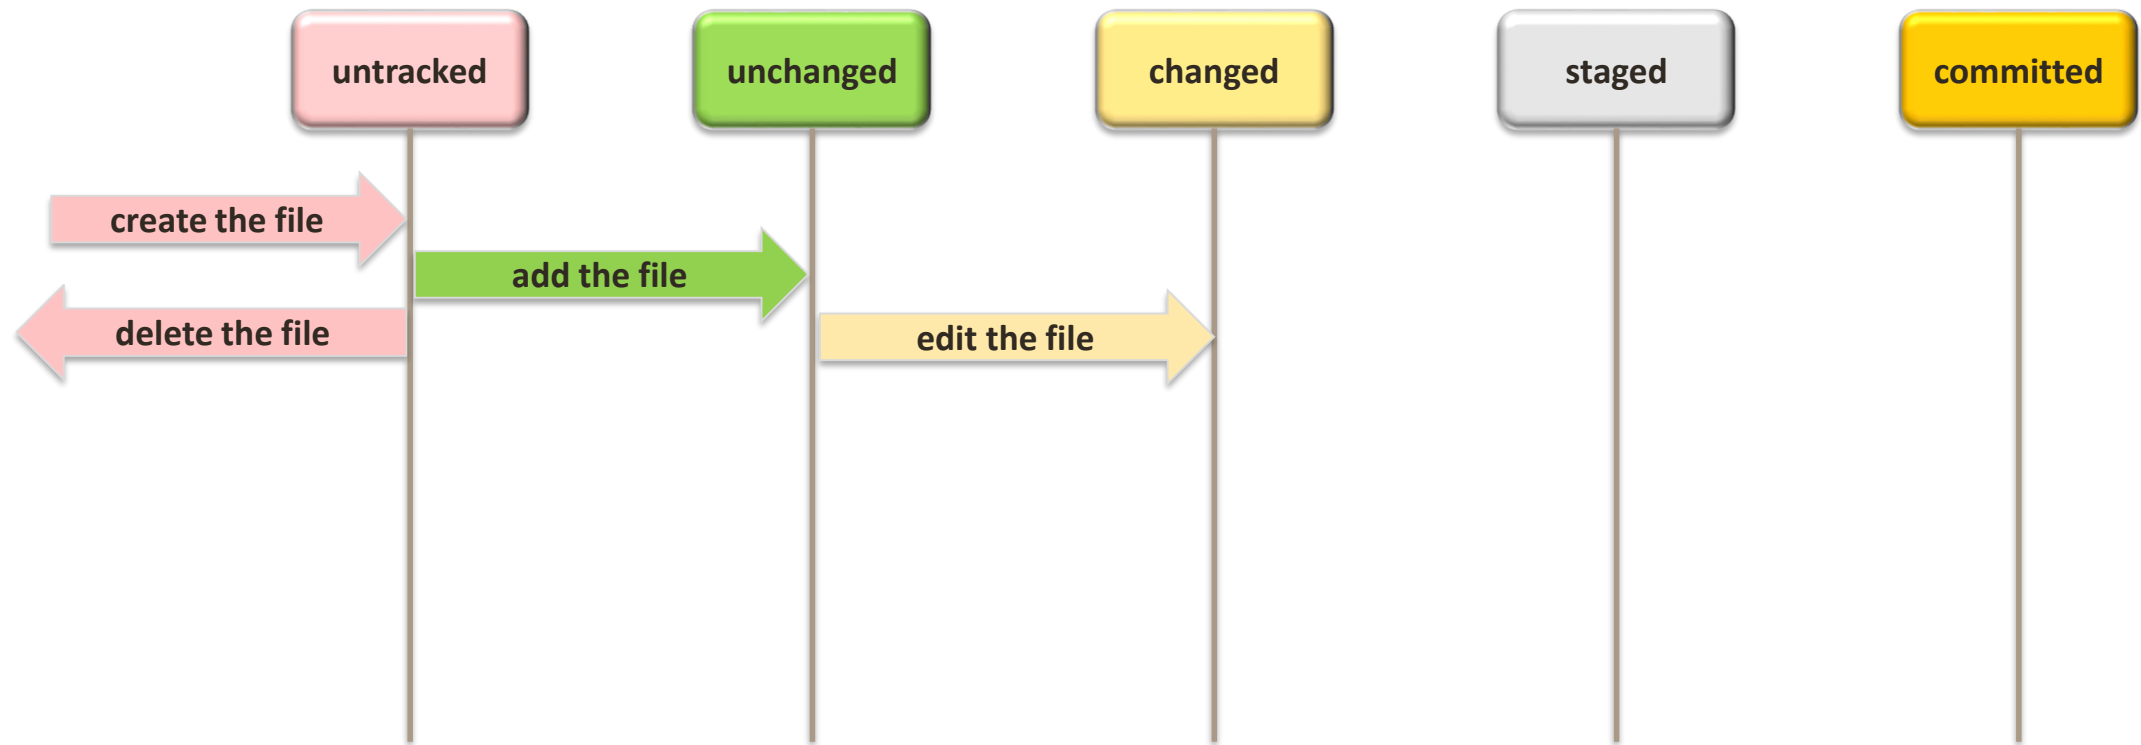 untracked
unchanged
changed
staged
committed
create the file
add the file
delete the file
edit the file